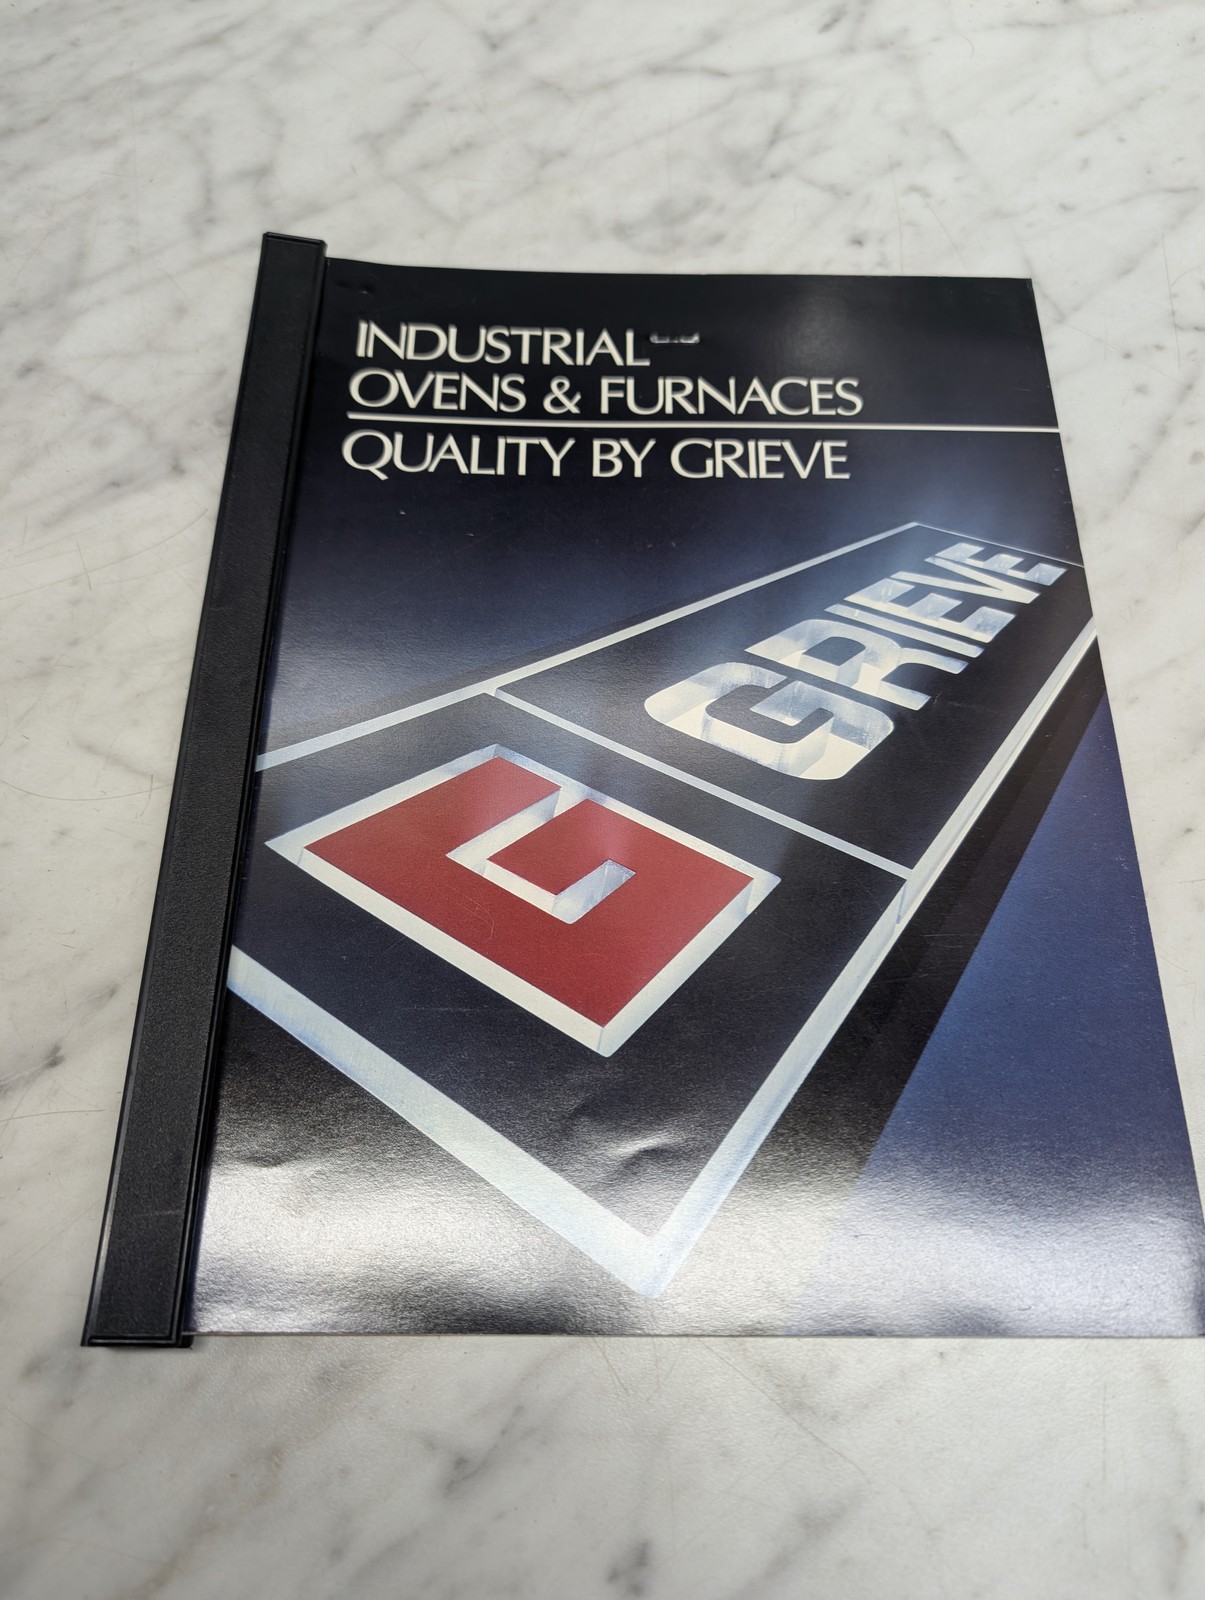 INDUSTRIAL
OVENS & FURNACES
QUALITY BY GRIEVE
GRIEVE
G